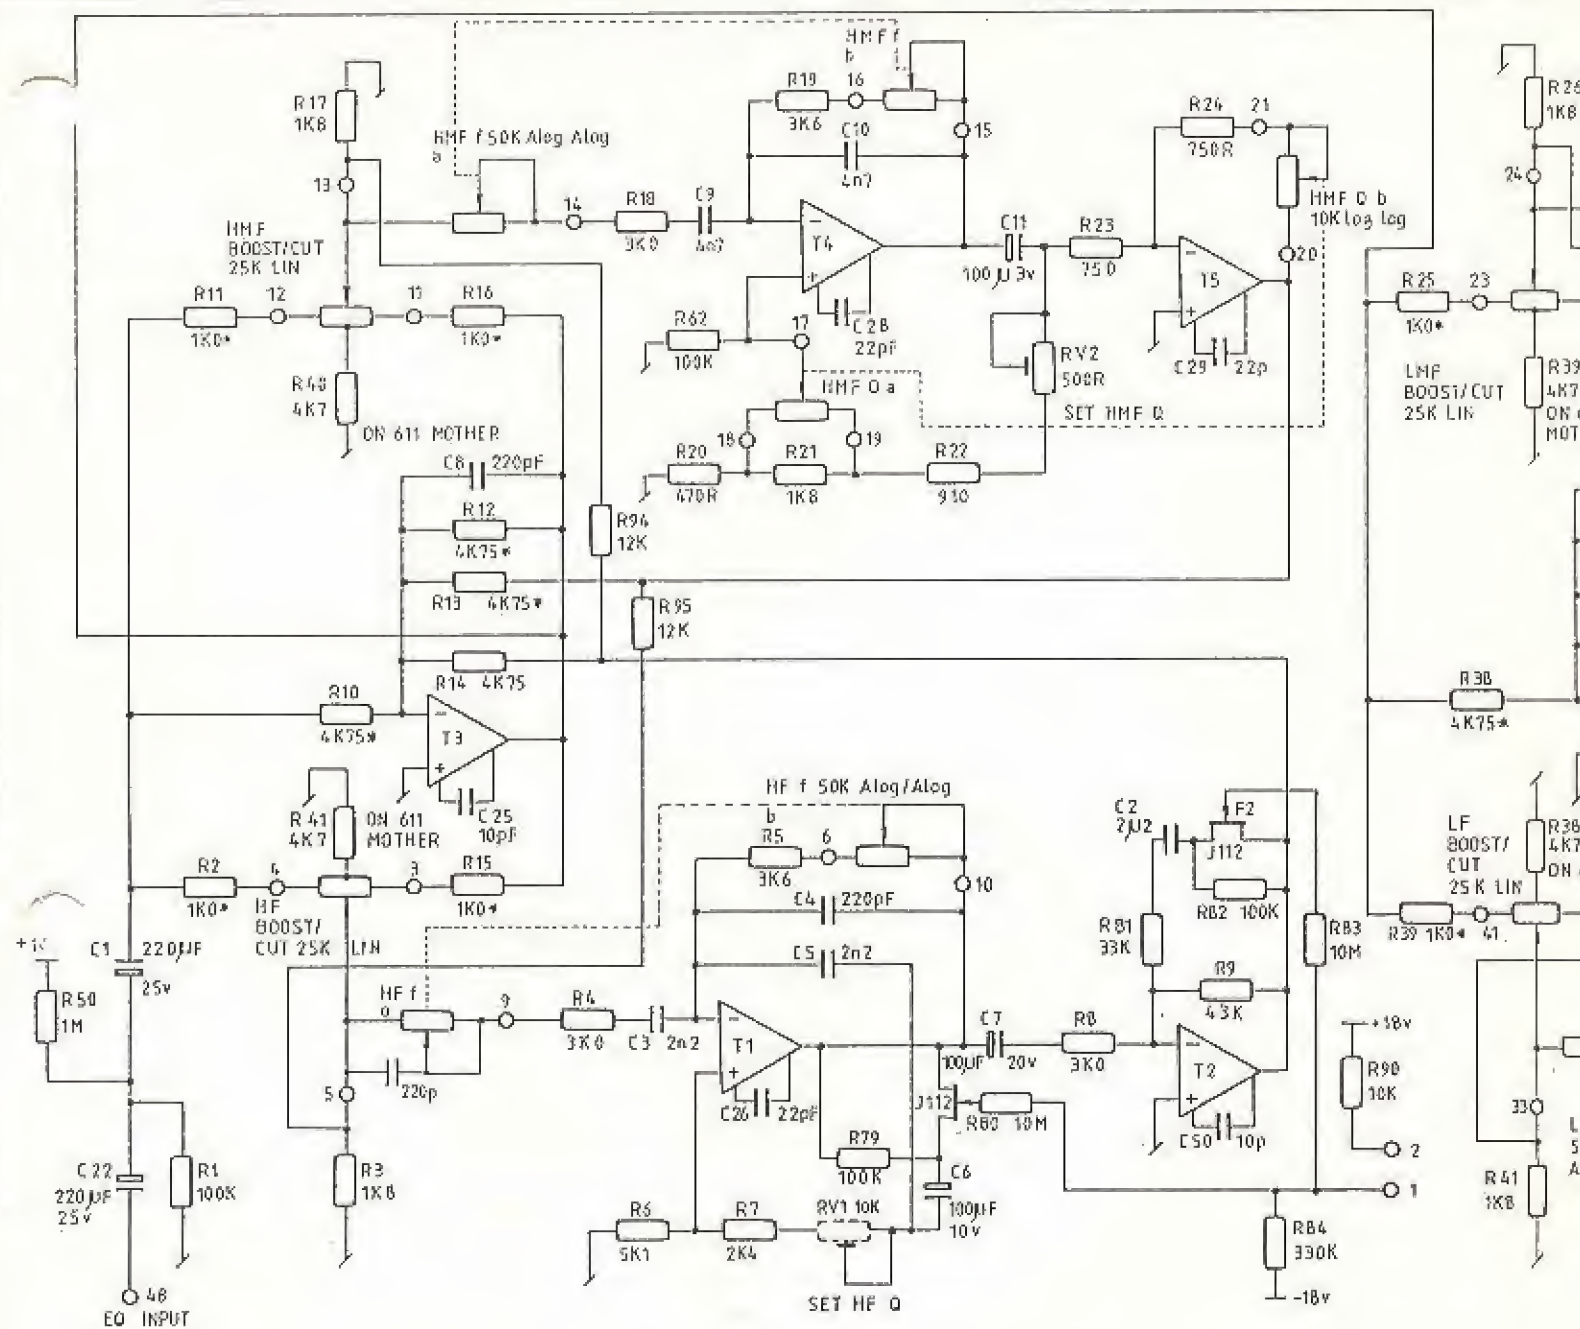 HMF f
b
R17
1K8
R19
16
3K6
C10
4n7
15
R24
21
750R
R26
1K8
HMF f 50K Alog Alog
a
13
14
R18
3K0
C9
4n7
T4
C11
100µ 3v
R23
750
T5
HMF Q b
10K log log
20
24
HMF
BOOST/CUT
25K LIN
R11
12
1K0*
11
R16
1K0*
R62
100K
17
C28
22pF
RV2
500R
C29
22p
R25
23
1K0*
R40
4K7
ON 611 MOTHER
HMF Q a
SET HMF Q
LMF
BOOST/CUT
25K LIN
R39
4K7
18
19
R20
470R
R21
1K8
R22
910
C8
220pF
R12
4K75*
R94
12K
R13
4K75*
R95
12K
R14
4K75
R10
4K75*
T3
R38
4K75*
C25
10pF
R41
4K7
ON 611
MOTHER
HF f 50K Alog/Alog
b
R5
6
3K6
10
C2
2µ2
F2
J112
R2
4
1K0*
3
R15
1K0*
HF
BOOST/
CUT 25K LIN
C4
220pF
C5
2n2
R82 100K
R81
33K
R83
10M
R9
43K
LF
BOOST/
CUT
25K LIN
R39 1K0*
41
C1
220µF
25v
R50
1M
HF f
a
9
R4
3K0
C3 2n2
T1
C7
100µF
20v
R8
3K0
T2
+18v
R90
10K
5
220p
C26
22pF
J112
R80 10M
C50
10p
2
1
33
C22
220µF
25v
R1
100K
R3
1K8
R79
100K
C6
100µF
10v
R6
5K1
R7
2K4
RV1 10K
SET HF Q
R84
330K
-18v
R41
1K8
48
EQ INPUT